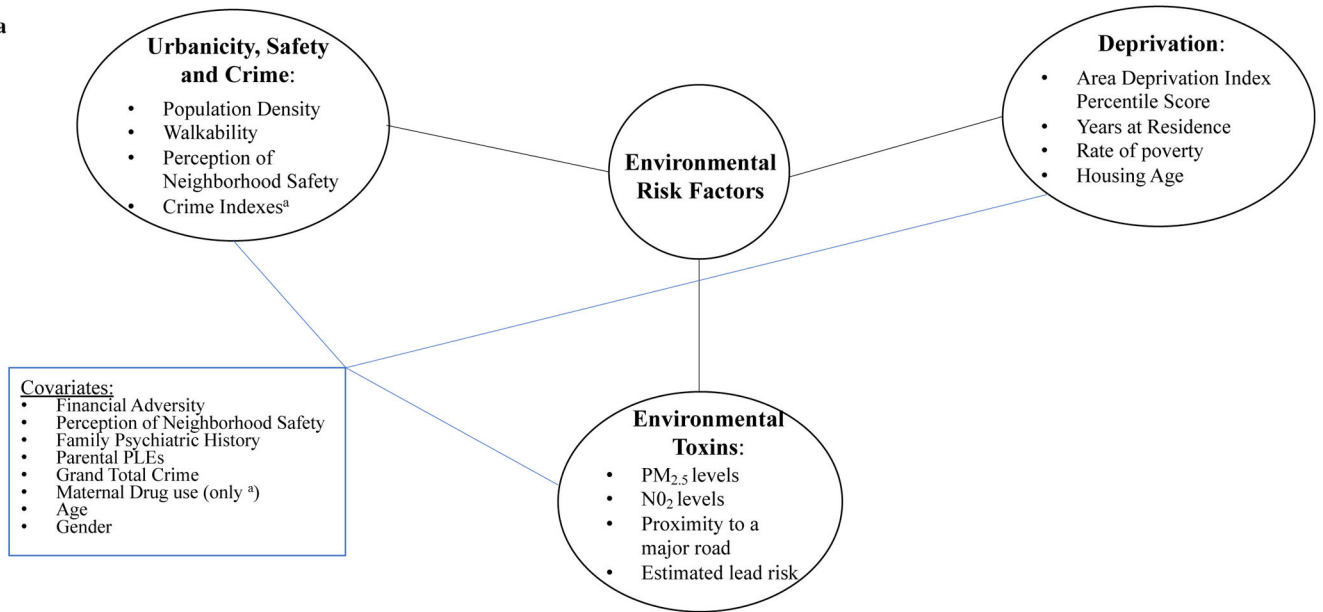 a
Urbanicity, Safety
and Crime:
• Population Density
• Walkability
• Perception of
Neighborhood Safety
• Crime Indexesᵃ
Environmental
Risk Factors
Deprivation:
• Area Deprivation Index
Percentile Score
• Years at Residence
• Rate of poverty
• Housing Age
Covariates:
• Financial Adversity
• Perception of Neighborhood Safety
• Family Psychiatric History
• Parental PLEs
• Grand Total Crime
• Maternal Drug use (only ᵃ)
• Age
• Gender
Environmental
Toxins:
• PM₂.₅ levels
• N0₂ levels
• Proximity to a
major road
• Estimated lead risk